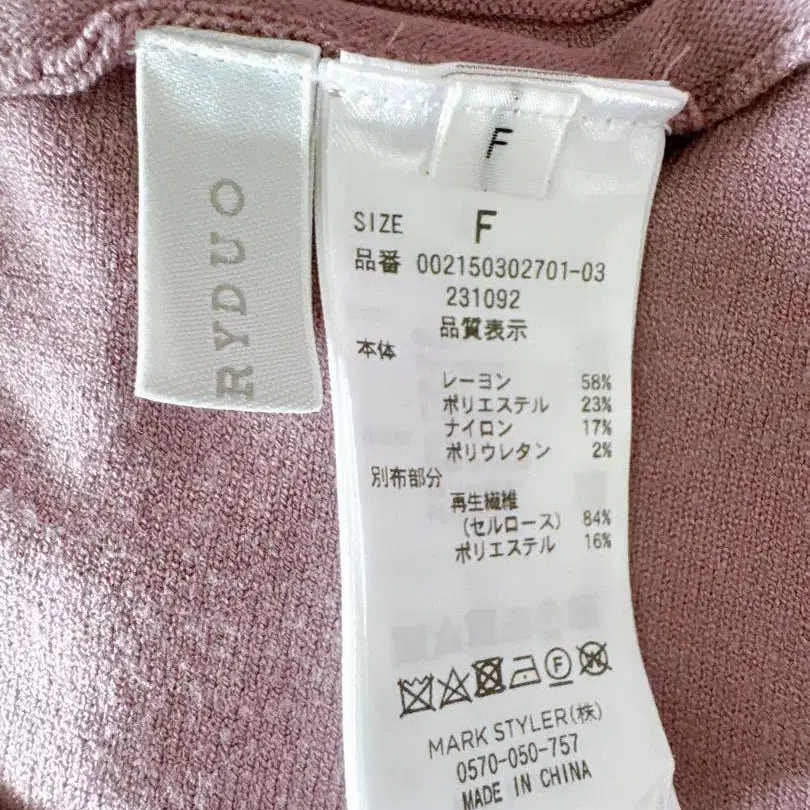 RYDUO
F
SIZE F
品番 002150302701-03
231092
品質表示
本体
レーヨン 58%
ポリエステル 23%
ナイロン 17%
ポリウレタン 2%
別布部分
再生繊維
(セルロース) 84%
ポリエステル 16%
F
W
MARK STYLER(株)
0570-050-757
MADE IN CHINA